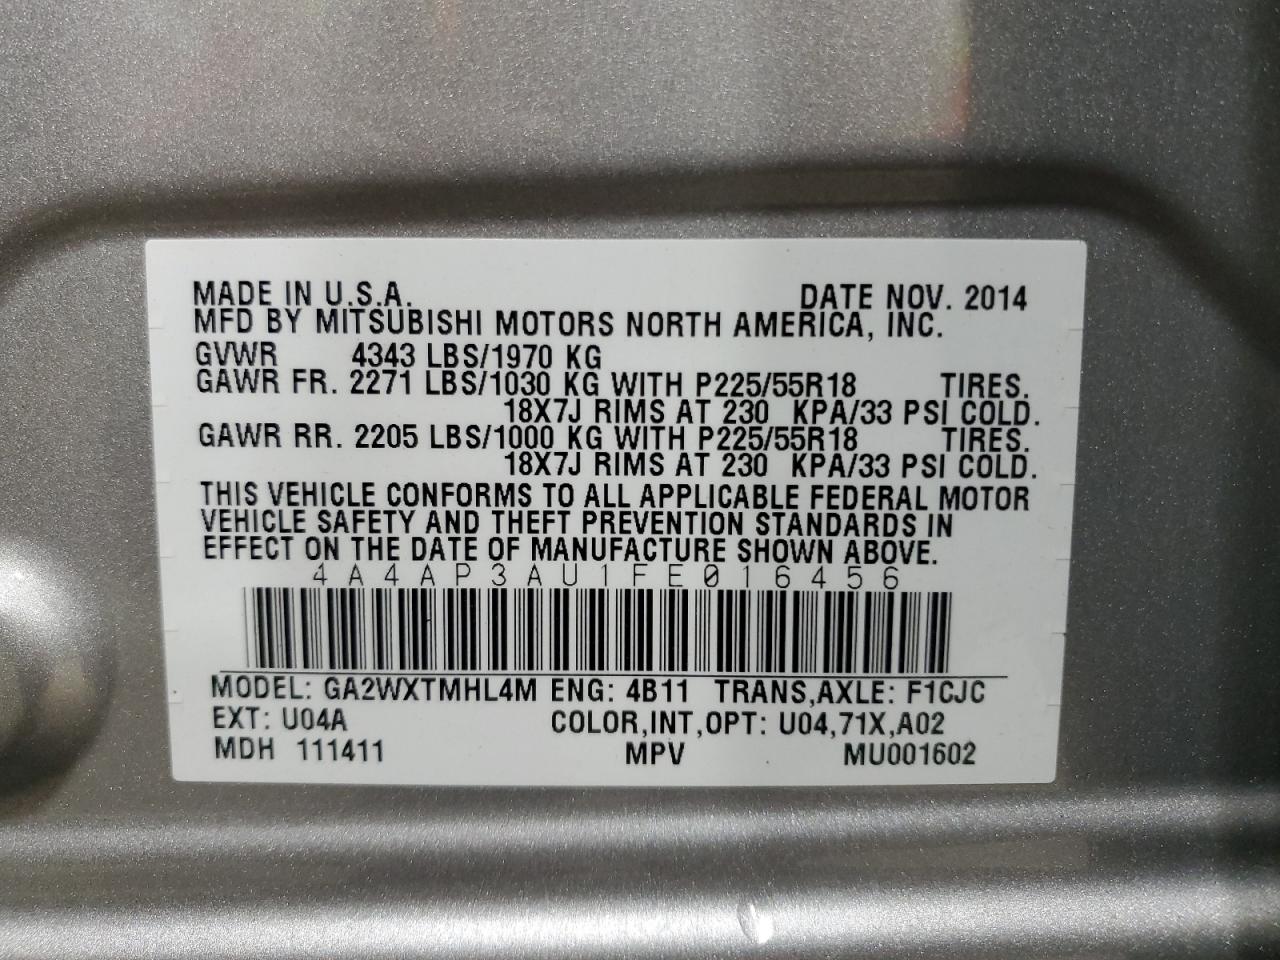 MADE IN U.S.A. DATE NOV. 2014
MFD BY MITSUBISHI MOTORS NORTH AMERICA, INC.
GVWR 4343 LBS/1970 KG
GAWR FR. 2271 LBS/1030 KG WITH P225/55R18 TIRES.
18X7J RIMS AT 230 KPA/33 PSI COLD.
GAWR RR. 2205 LBS/1000 KG WITH P225/55R18 TIRES.
18X7J RIMS AT 230 KPA/33 PSI COLD.
THIS VEHICLE CONFORMS TO ALL APPLICABLE FEDERAL MOTOR
VEHICLE SAFETY AND THEFT PREVENTION STANDARDS IN
EFFECT ON THE DATE OF MANUFACTURE SHOWN ABOVE.
4A4AP3AU1FE016456
MODEL: GA2WXTMHL4M ENG: 4B11 TRANS,AXLE: F1CJC
EXT: U04A COLOR,INT,OPT: U04,71X,A02
MDH 111411 MPV MU001602